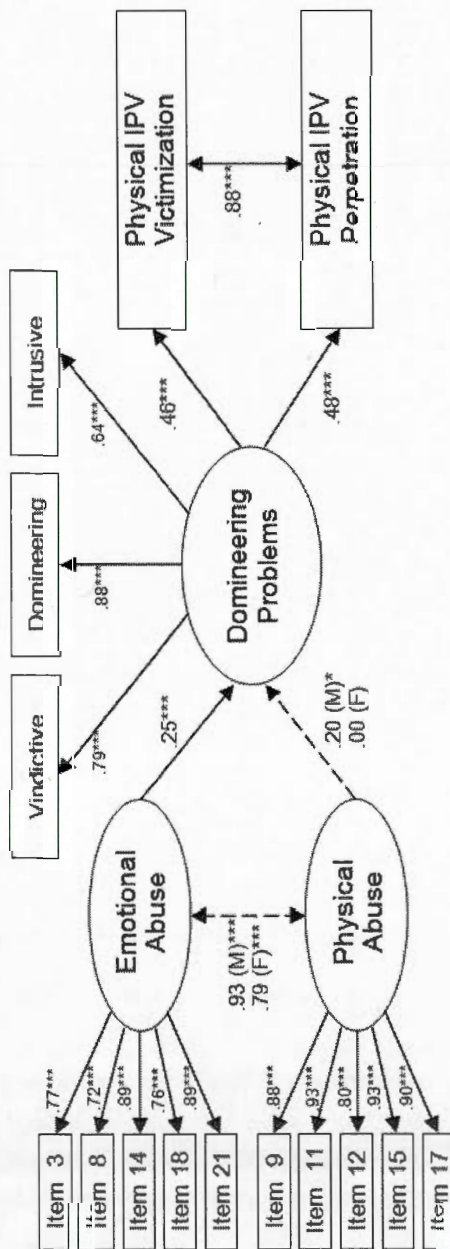 Vindictive
Domineering
Intrusive
.79***
.88***
.64***
Item 3
Item 8
Item 14
Item 18
Item 21
.77***
.72***
.89***
.76***
.89***
Emotional
Abuse
.25***
.93 (M)***
.79 (F)***
Item 9
Item 11
Item 12
Item 15
Item 17
.88***
.93***
.80***
.93***
.90***
Physical
Abuse
.20 (M)*
.00 (F)
Domineering
Problems
.46***
.48***
Physical IPV
Victimization
.88***
Physical IPV
Perpetration